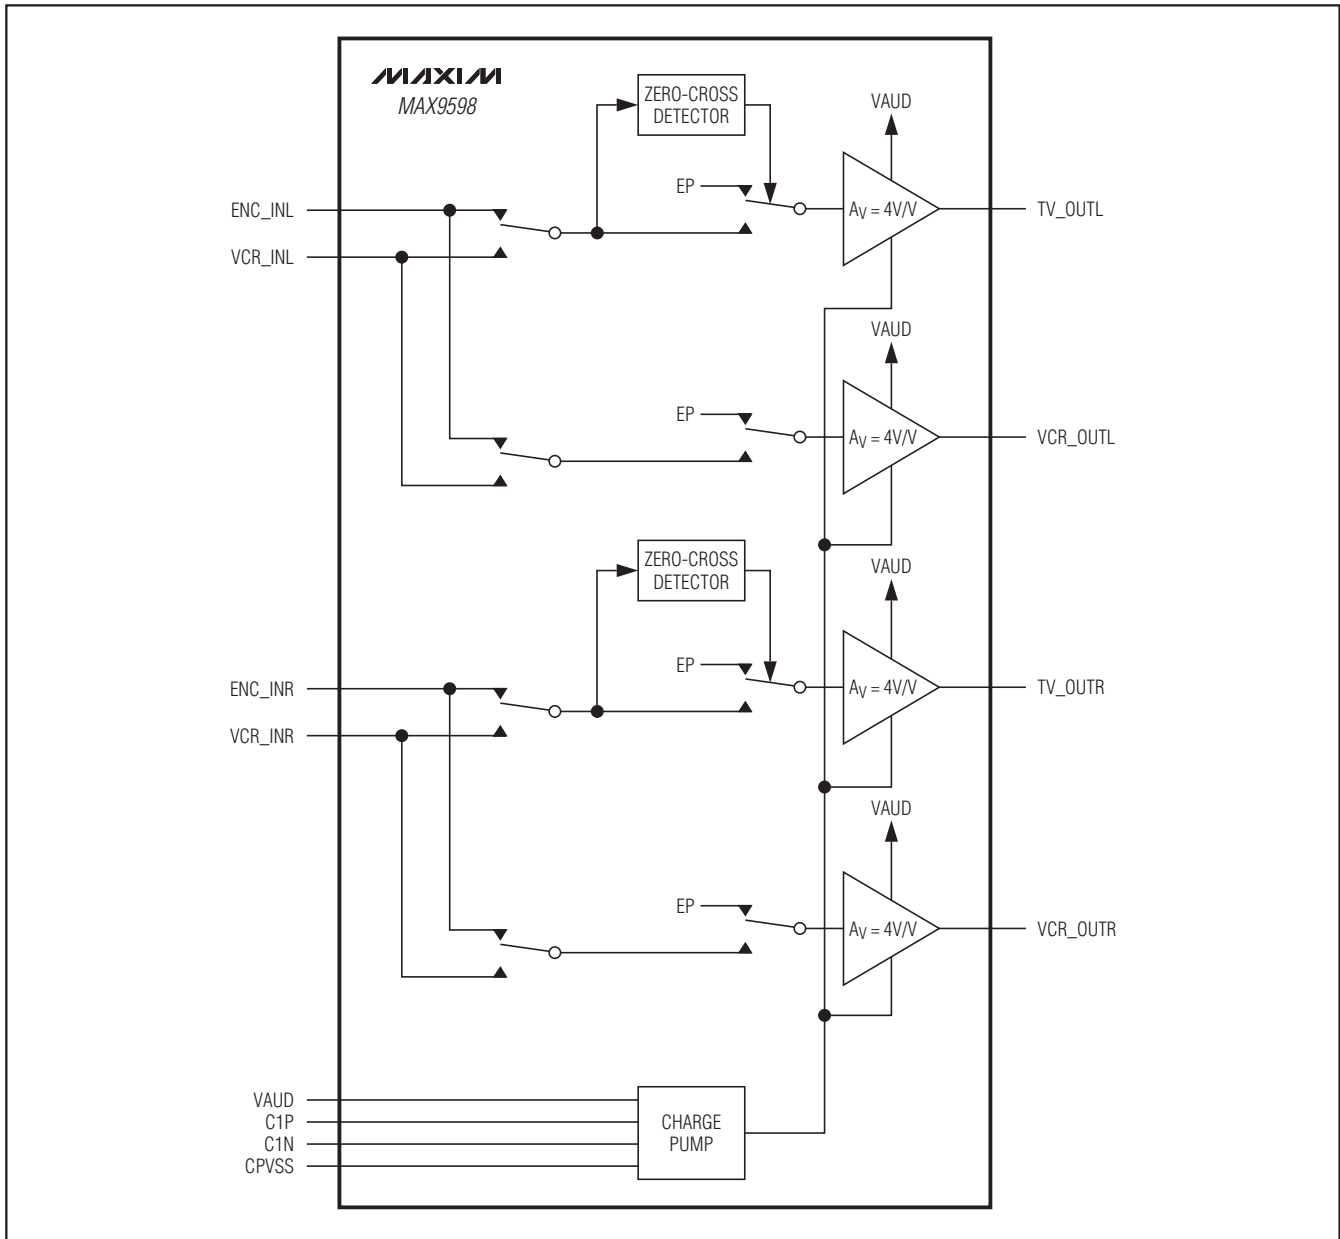 MAXIM
MAX9598
ZERO-CROSS
DETECTOR
VAUD
EP
ENC_INL
AV = 4V/V
TV_OUTL
VCR_INL
VAUD
EP
AV = 4V/V
VCR_OUTL
ZERO-CROSS
DETECTOR
VAUD
EP
ENC_INR
AV = 4V/V
TV_OUTR
VCR_INR
VAUD
EP
AV = 4V/V
VCR_OUTR
VAUD
C1P
C1N
CPVSS
CHARGE
PUMP